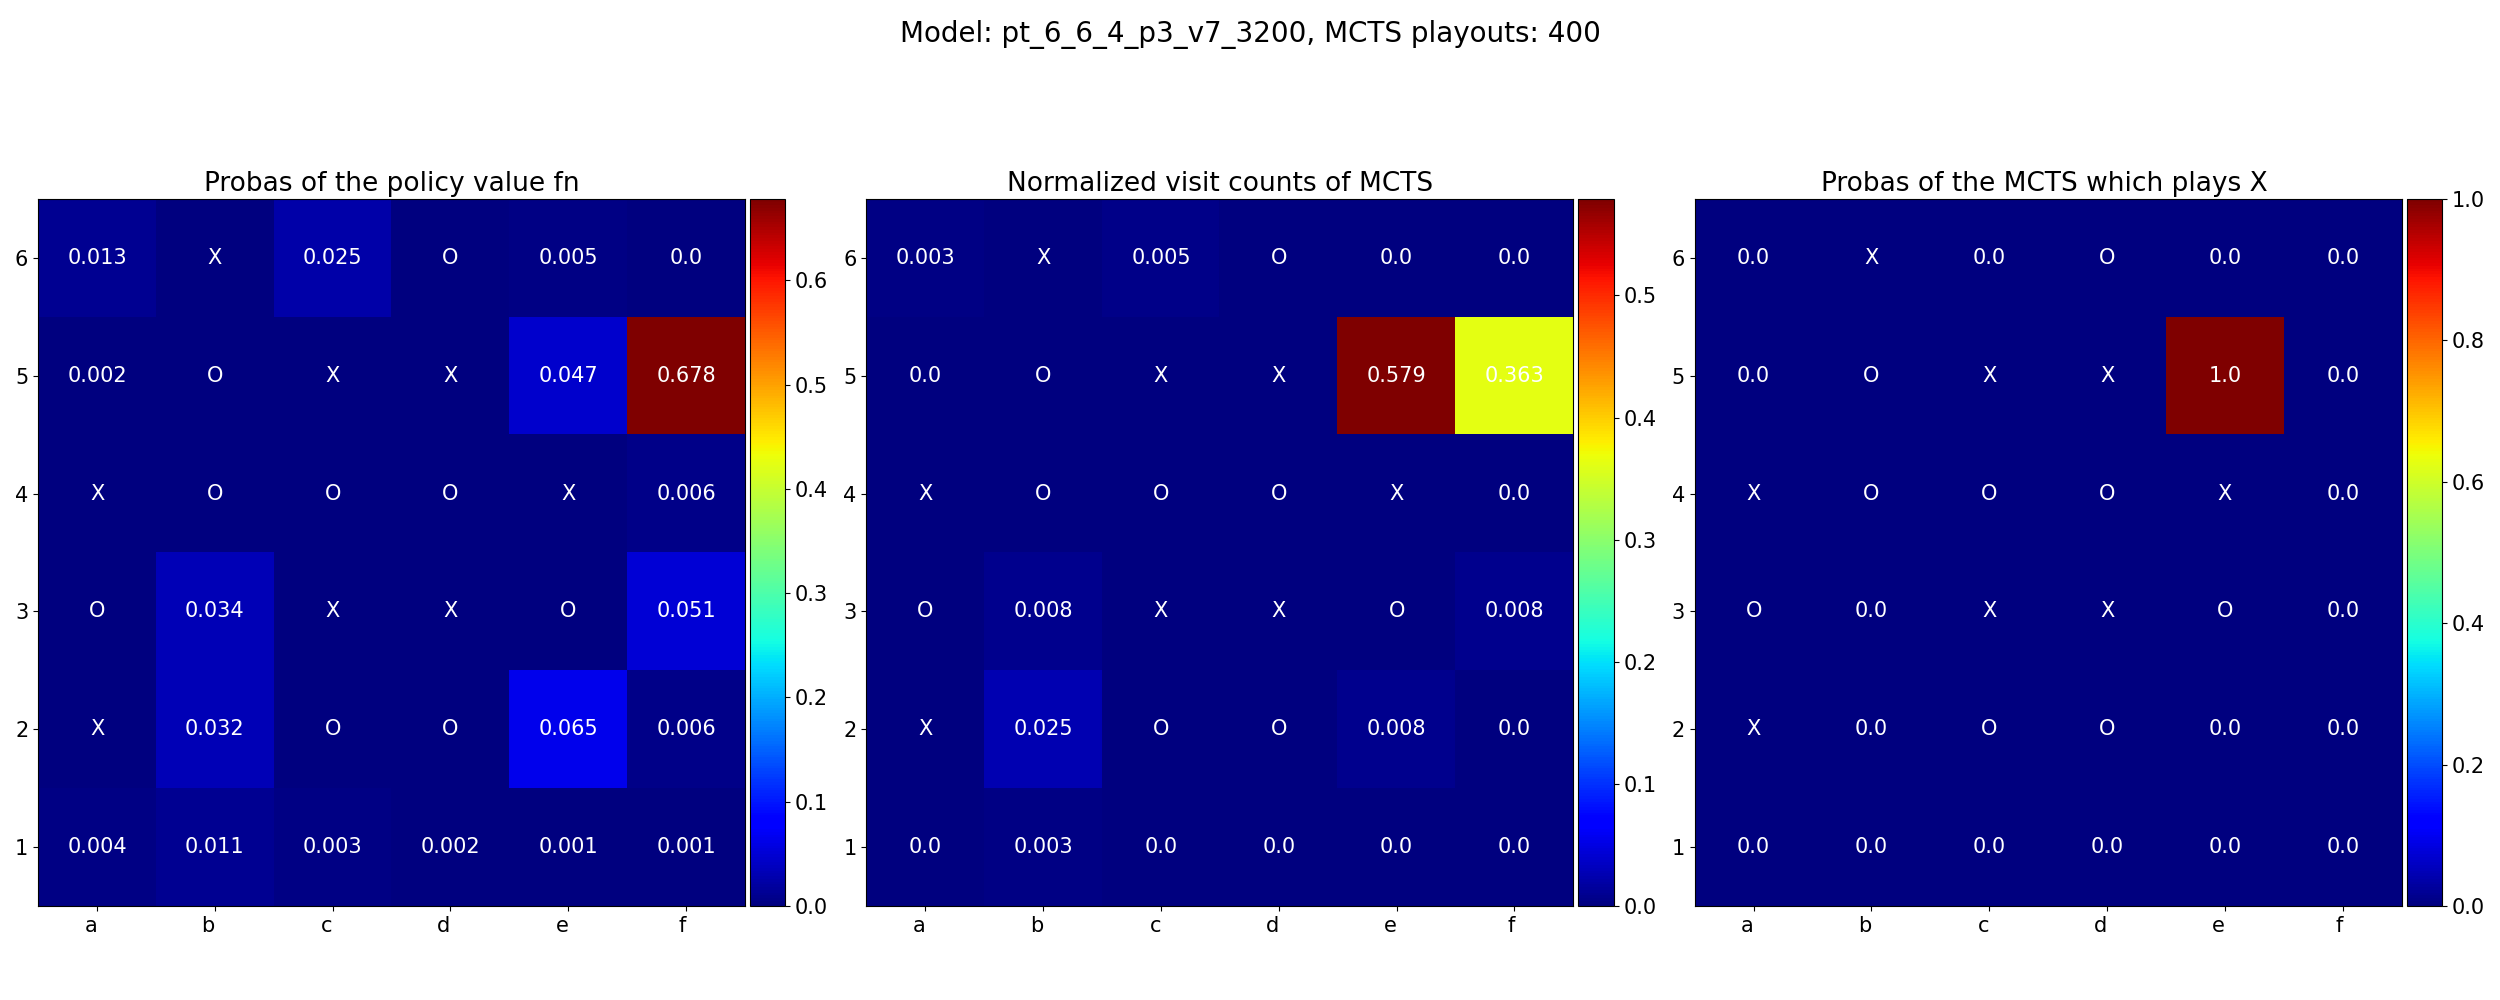 Model: pt_6_6_4_p3_v7_3200, MCTS playouts: 400
Probas of the policy value fn
6 0.013 X 0.025 O 0.005 0.0
5 0.002 O X X 0.047 0.678
4 X O O O X 0.006
3 O 0.034 X X O 0.051
2 X 0.032 O O 0.065 0.006
1 0.004 0.011 0.003 0.002 0.001 0.001
a b c d e f
0.6
0.5
0.4
0.3
0.2
0.1
0.0
Normalized visit counts of MCTS
6 0.003 X 0.005 O 0.0 0.0
5 0.0 O X X 0.579 0.363
4 X O O O X 0.0
3 O 0.008 X X O 0.008
2 X 0.025 O O 0.008 0.0
1 0.0 0.003 0.0 0.0 0.0 0.0
a b c d e f
0.5
0.4
0.3
0.2
0.1
0.0
Probas of the MCTS which plays X
6 0.0 X 0.0 O 0.0 0.0
5 0.0 O X X 1.0 0.0
4 X O O O X 0.0
3 O 0.0 X X O 0.0
2 X 0.0 O O 0.0 0.0
1 0.0 0.0 0.0 0.0 0.0 0.0
a b c d e f
1.0
0.8
0.6
0.4
0.2
0.0